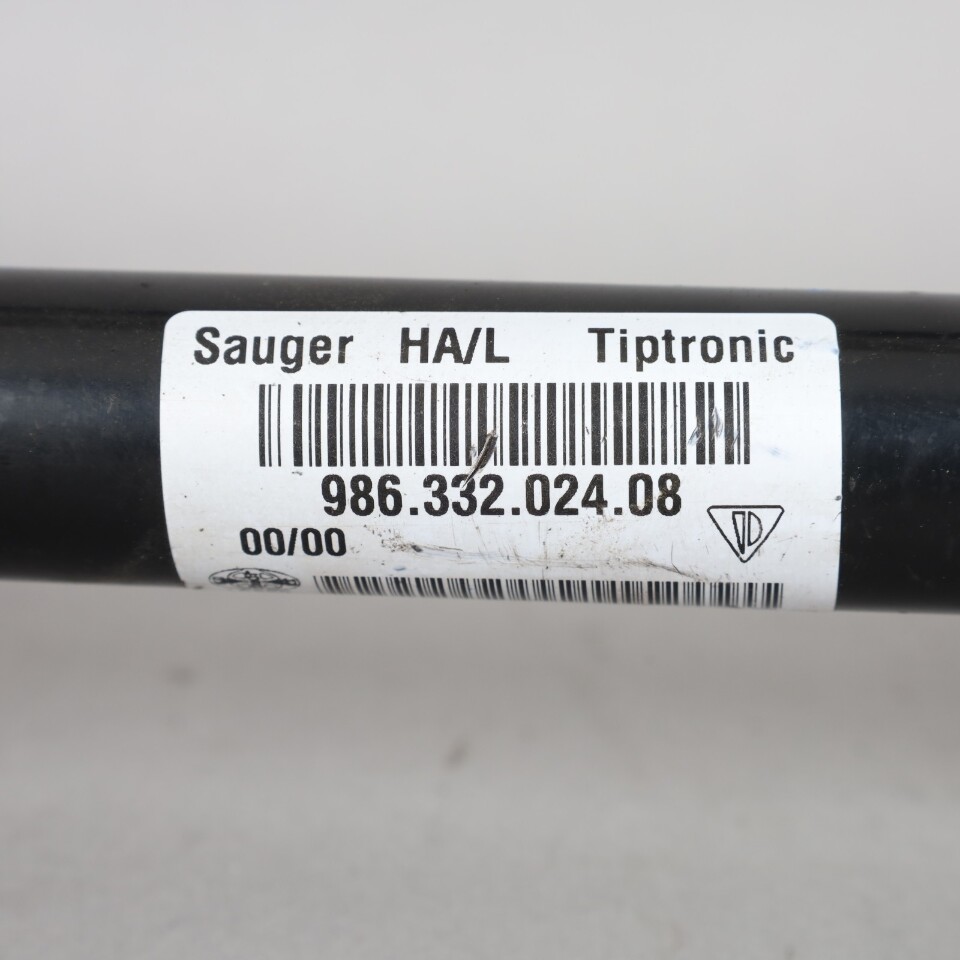 Sauger HA/L Tiptronic
986.332.024.08
00/00